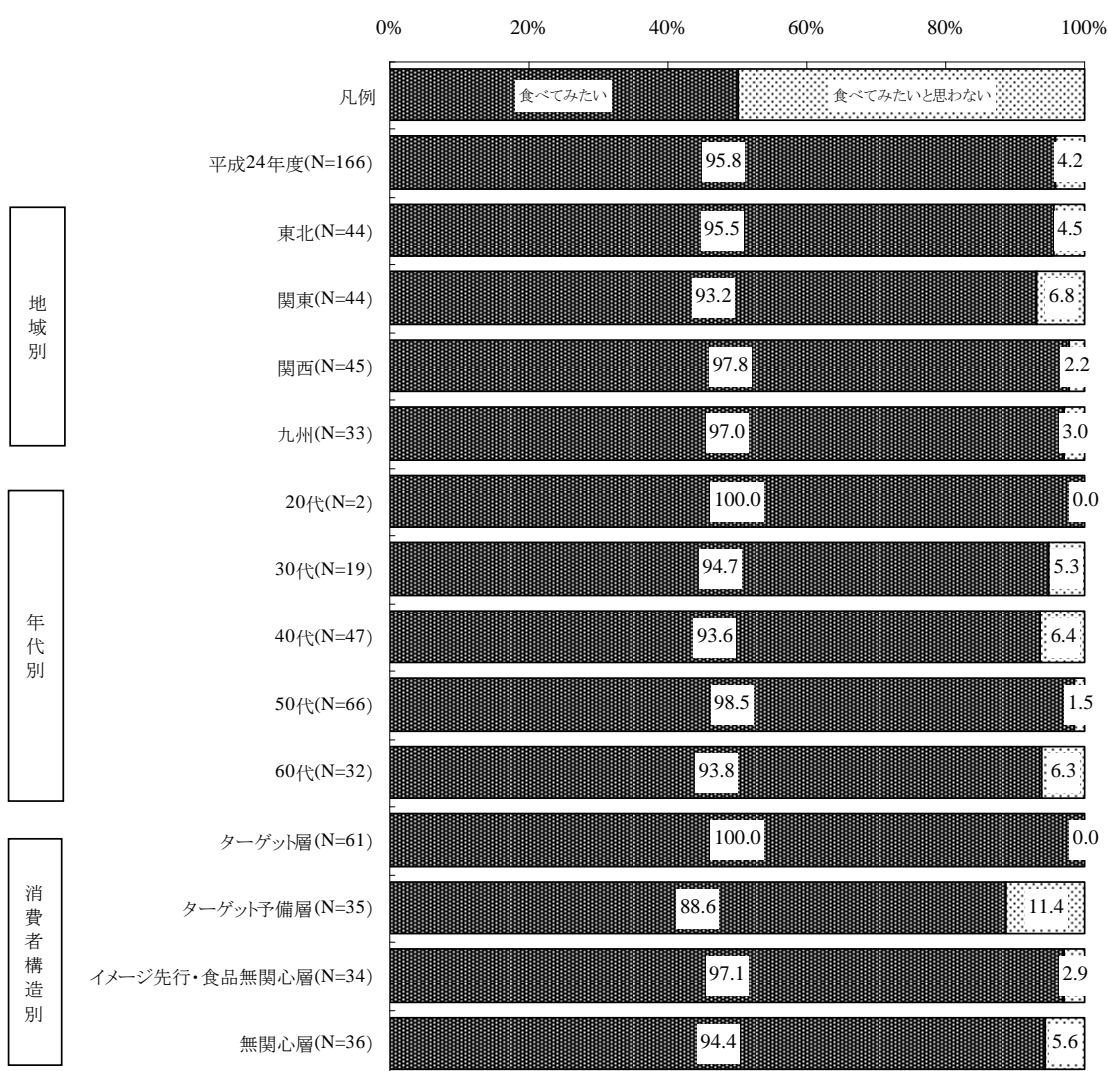 0% 20% 40% 60% 80% 100%
凡例 食べてみたい 食べてみたいと思わない
平成24年度(N=166) 95.8 4.2
地域別
東北(N=44) 95.5 4.5
関東(N=44) 93.2 6.8
関西(N=45) 97.8 2.2
九州(N=33) 97.0 3.0
年代別
20代(N=2) 100.0 0.0
30代(N=19) 94.7 5.3
40代(N=47) 93.6 6.4
50代(N=66) 98.5 1.5
60代(N=32) 93.8 6.3
消費者構造別
ターゲット層(N=61) 100.0 0.0
ターゲット予備層(N=35) 88.6 11.4
イメージ先行・食品無関心層(N=34) 97.1 2.9
無関心層(N=36) 94.4 5.6